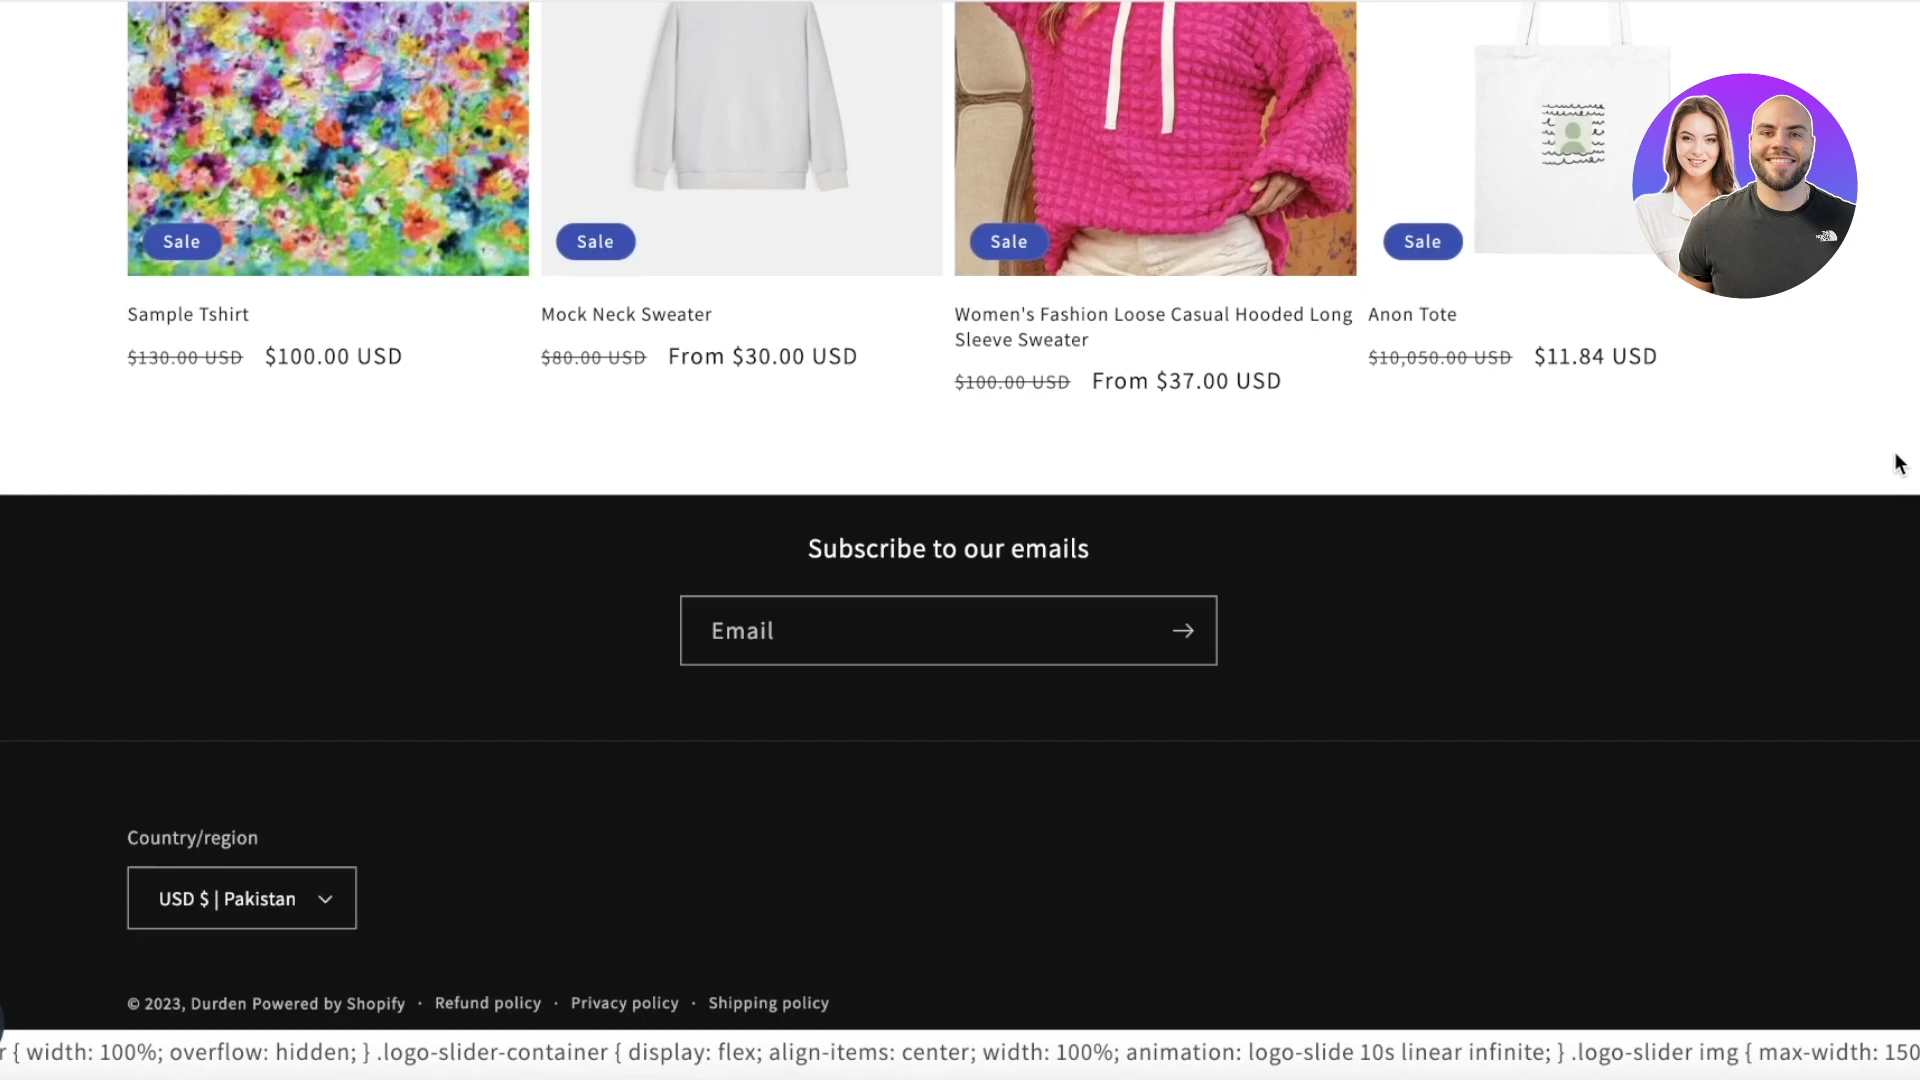 Sale
Sale
Sale
Sale
THE NORTH FACE
Sample Tshirt
Mock Neck Sweater
Women's Fashion Loose Casual Hooded Long
Sleeve Sweater
Anon Tote
$130.00 USD $100.00 USD
$80.00 USD From $30.00 USD
$100.00 USD From $37.00 USD
$10,050.00 USD $11.84 USD
Subscribe to our emails
Email
Country/region
USD $ | Pakistan
© 2023, Durden Powered by Shopify · Refund policy · Privacy policy · Shipping policy
r { width: 100%; overflow: hidden; } .logo-slider-container { display: flex; align-items: center; width: 100%; animation: logo-slide 10s linear infinite; } .logo-slider img { max-width: 150